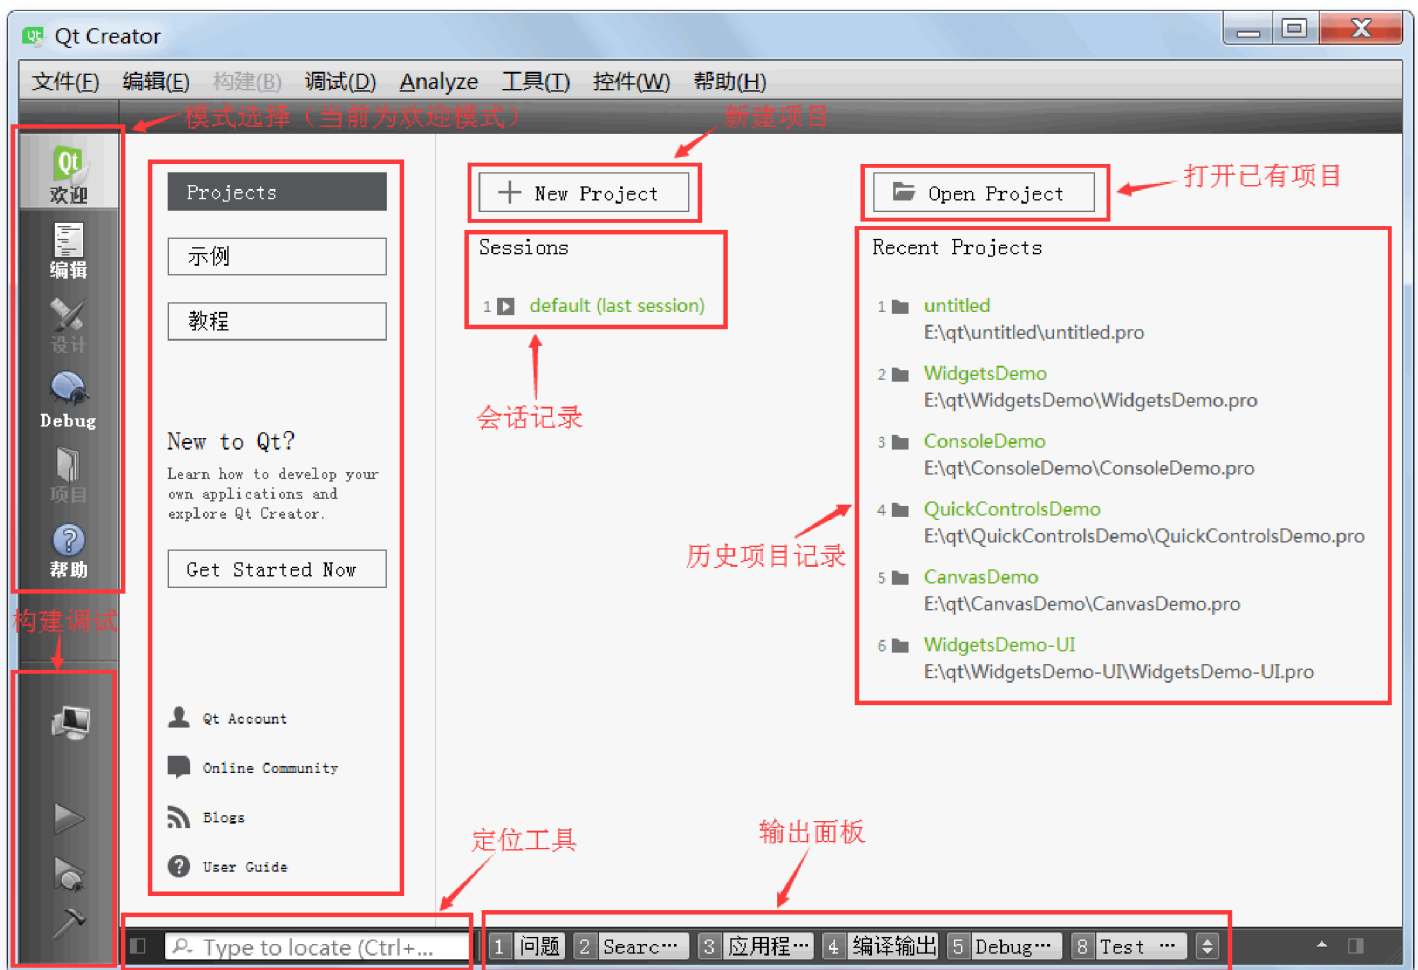 Qt Creator
文件(F) 编辑(E) 构建(B) 调试(D) Analyze 工具(T) 控件(W) 帮助(H)
模式选择（当前为欢迎模式）
新建项目
打开已有项目
Qt
欢迎
编辑
设计
Debug
项目
帮助
构建调试
Projects
示例
教程
New to Qt?
Learn how to develop your
own applications and
explore Qt Creator.
Get Started Now
Qt Account
Online Community
Blogs
User Guide
New Project
Sessions
1 default (last session)
会话记录
Open Project
Recent Projects
1 untitled
E:\qt\untitled\untitled.pro
2 WidgetsDemo
E:\qt\WidgetsDemo\WidgetsDemo.pro
3 ConsoleDemo
E:\qt\ConsoleDemo\ConsoleDemo.pro
4 QuickControlsDemo
E:\qt\QuickControlsDemo\QuickControlsDemo.pro
5 CanvasDemo
E:\qt\CanvasDemo\CanvasDemo.pro
6 WidgetsDemo-UI
E:\qt\WidgetsDemo-UI\WidgetsDemo-UI.pro
历史项目记录
定位工具
输出面板
Type to locate (Ctrl+...
1 问题 2 Searc··· 3 应用程··· 4 编译输出 5 Debug··· 8 Test ···